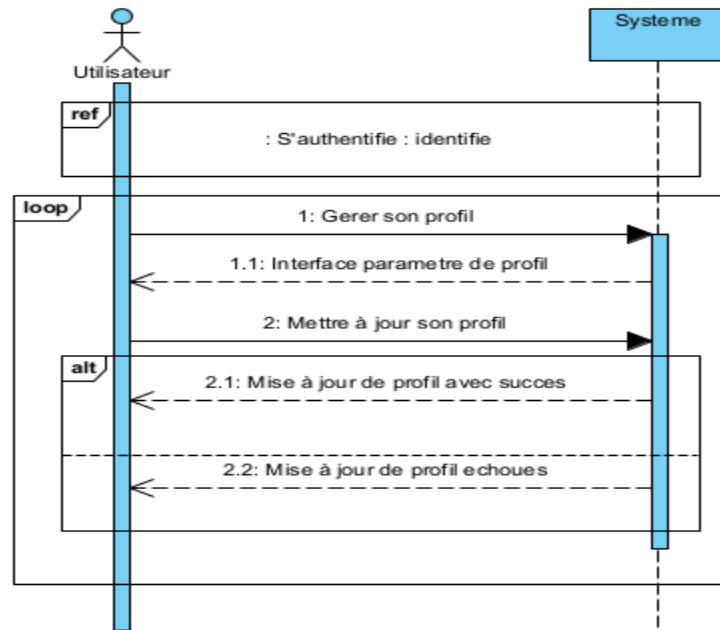 Systeme
Utilisateur
ref
: S'authentifie : identifie
loop
1: Gerer son profil
1.1: Interface parametre de profil
2: Mettre à jour son profil
alt
2.1: Mise à jour de profil avec succes
2.2: Mise à jour de profil echoues